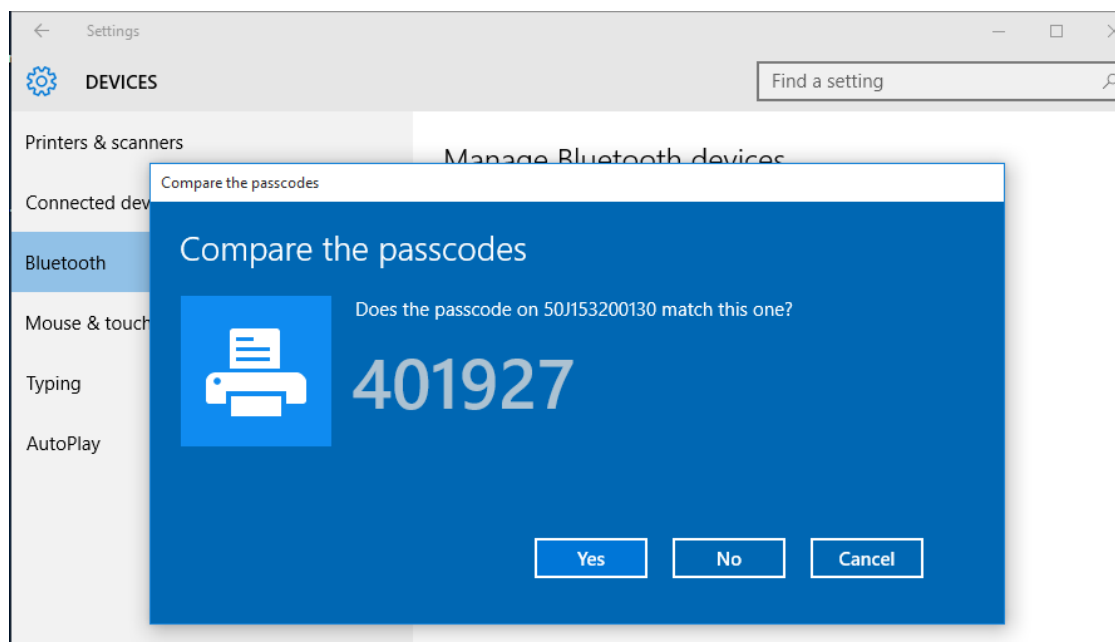 Settings
DEVICES
Find a setting
Printers & scanners
Manage Bluetooth devices
Compare the passcodes
Connected dev
Compare the passcodes
Bluetooth
Does the passcode on 50J153200130 match this one?
Mouse & touch
401927
Typing
AutoPlay
Yes No Cancel